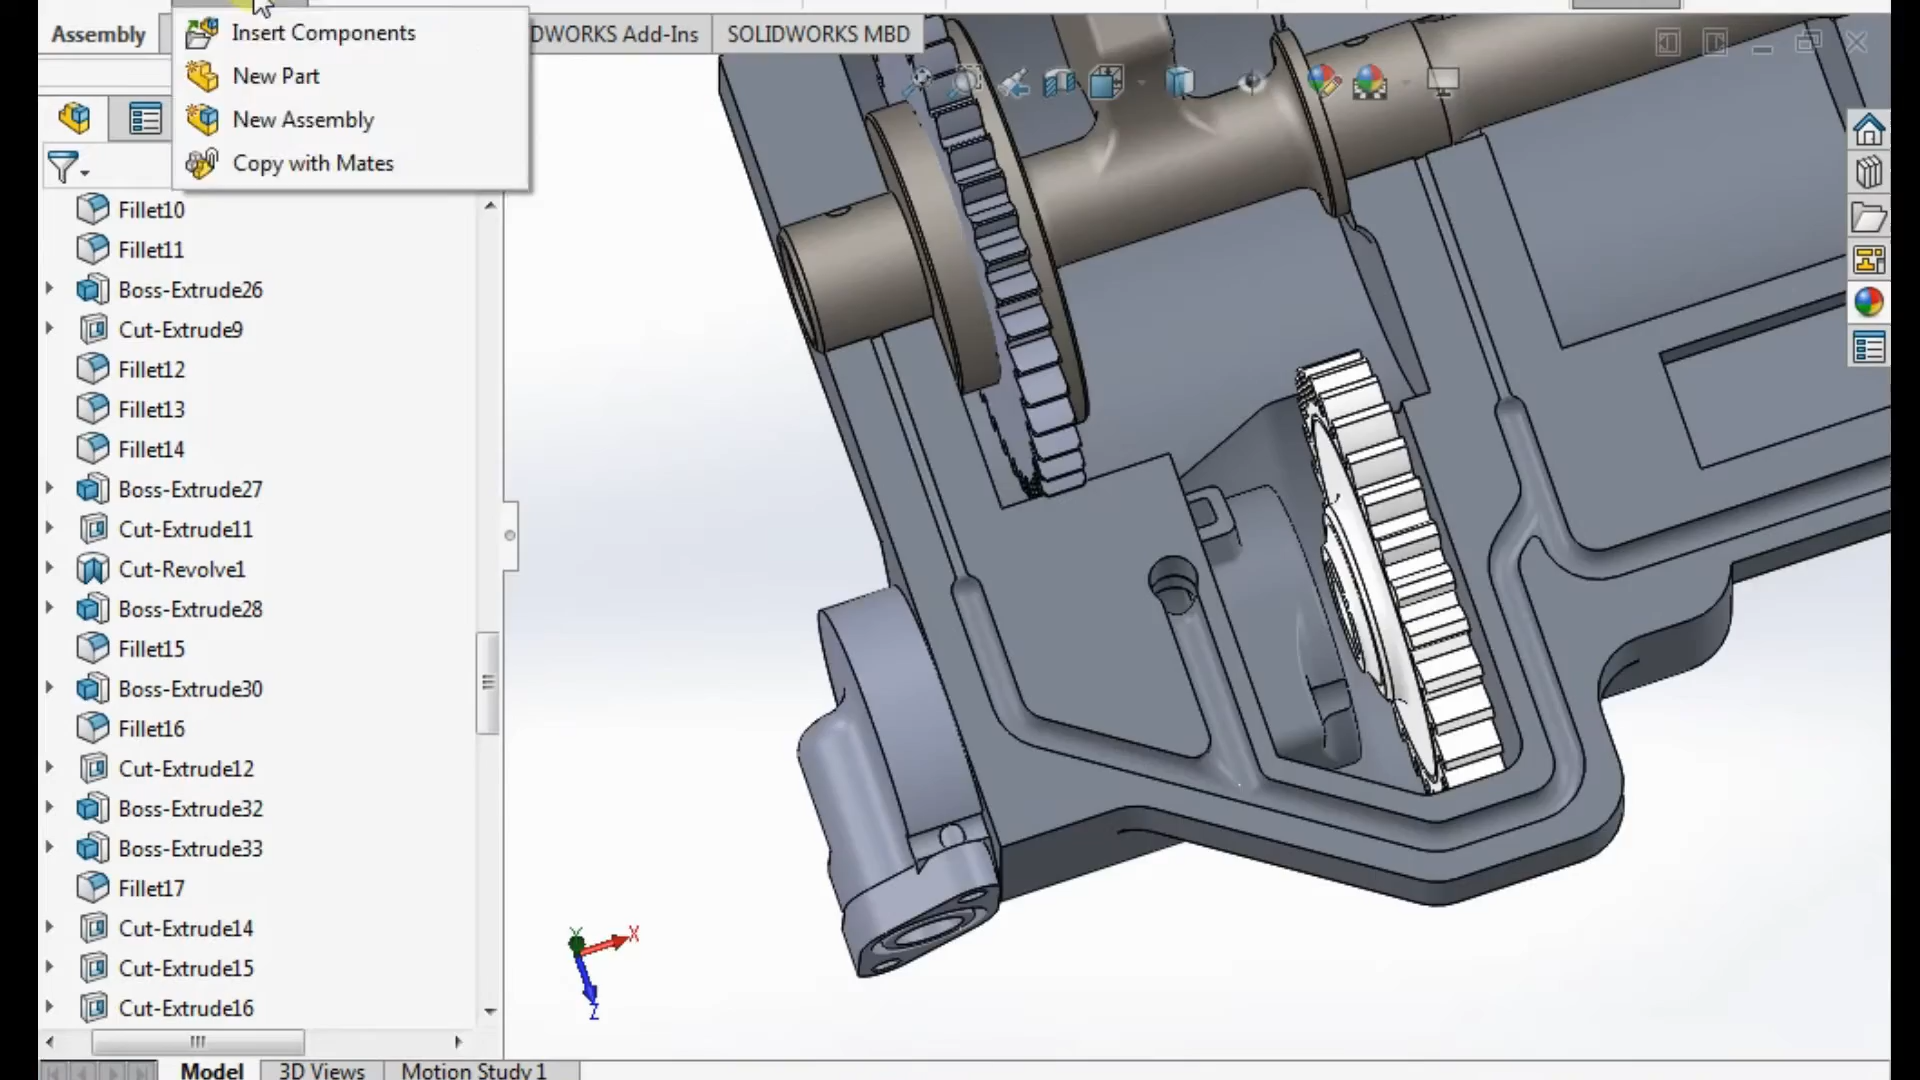 Assembly
Insert Components
New Part
New Assembly
Copy with Mates
DWORKS Add-Ins
SOLIDWORKS MBD
Fillet10
Fillet11
Boss-Extrude26
Cut-Extrude9
Fillet12
Fillet13
Fillet14
Boss-Extrude27
Cut-Extrude11
Cut-Revolve1
Boss-Extrude28
Fillet15
Boss-Extrude30
Fillet16
Cut-Extrude12
Boss-Extrude32
Boss-Extrude33
Fillet17
Cut-Extrude14
Cut-Extrude15
Cut-Extrude16
Y
X
Z
Model
3D Views
Motion Study 1